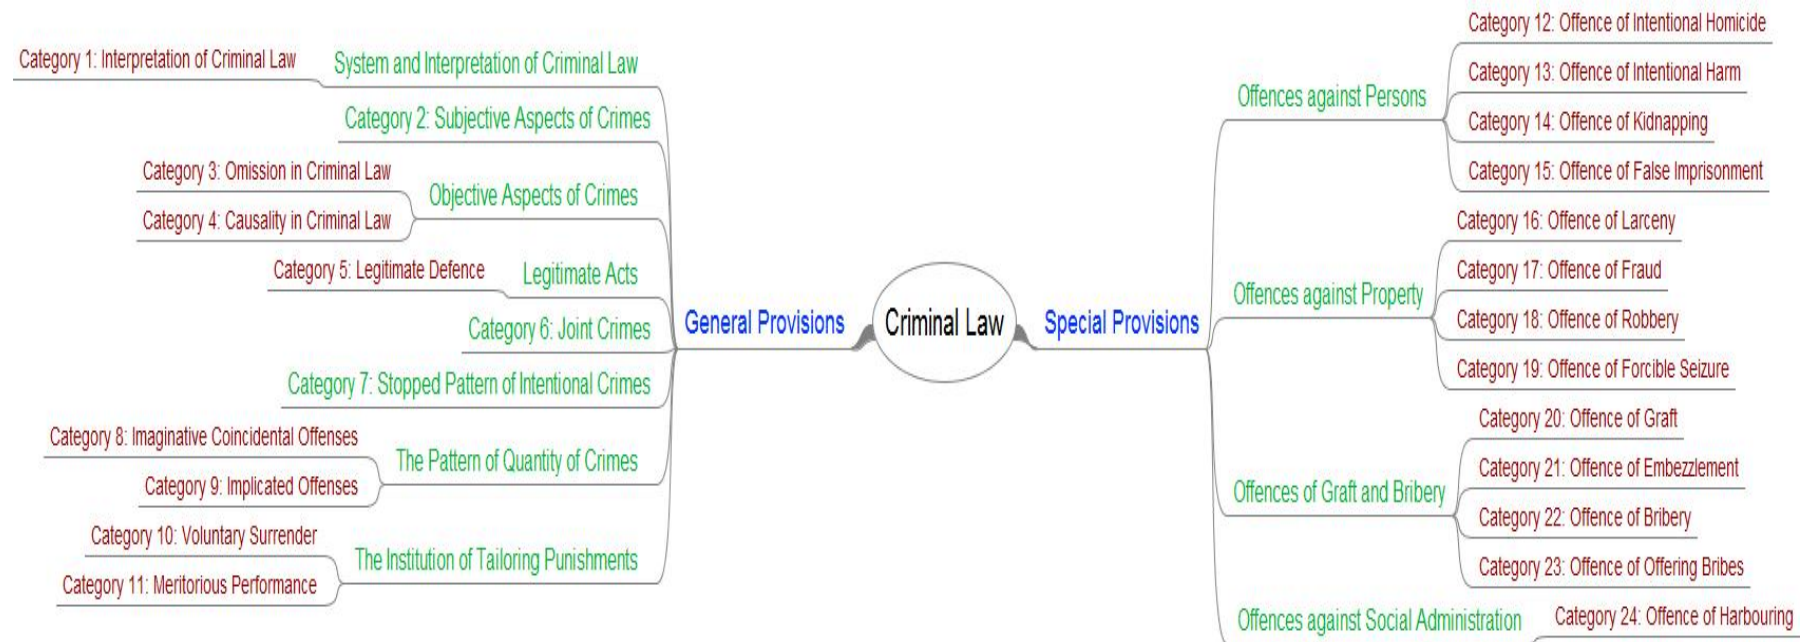 Criminal Law
General Provisions
System and Interpretation of Criminal Law
Category 1: Interpretation of Criminal Law
Category 2: Subjective Aspects of Crimes
Objective Aspects of Crimes
Category 3: Omission in Criminal Law
Category 4: Causality in Criminal Law
Legitimate Acts
Category 5: Legitimate Defence
Category 6: Joint Crimes
Category 7: Stopped Pattern of Intentional Crimes
The Pattern of Quantity of Crimes
Category 8: Imaginative Coincidental Offenses
Category 9: Implicated Offenses
The Institution of Tailoring Punishments
Category 10: Voluntary Surrender
Category 11: Meritorious Performance
Special Provisions
Offences against Persons
Category 12: Offence of Intentional Homicide
Category 13: Offence of Intentional Harm
Category 14: Offence of Kidnapping
Category 15: Offence of False Imprisonment
Offences against Property
Category 16: Offence of Larceny
Category 17: Offence of Fraud
Category 18: Offence of Robbery
Category 19: Offence of Forcible Seizure
Offences of Graft and Bribery
Category 20: Offence of Graft
Category 21: Offence of Embezzlement
Category 22: Offence of Bribery
Category 23: Offence of Offering Bribes
Offences against Social Administration
Category 24: Offence of Harbouring